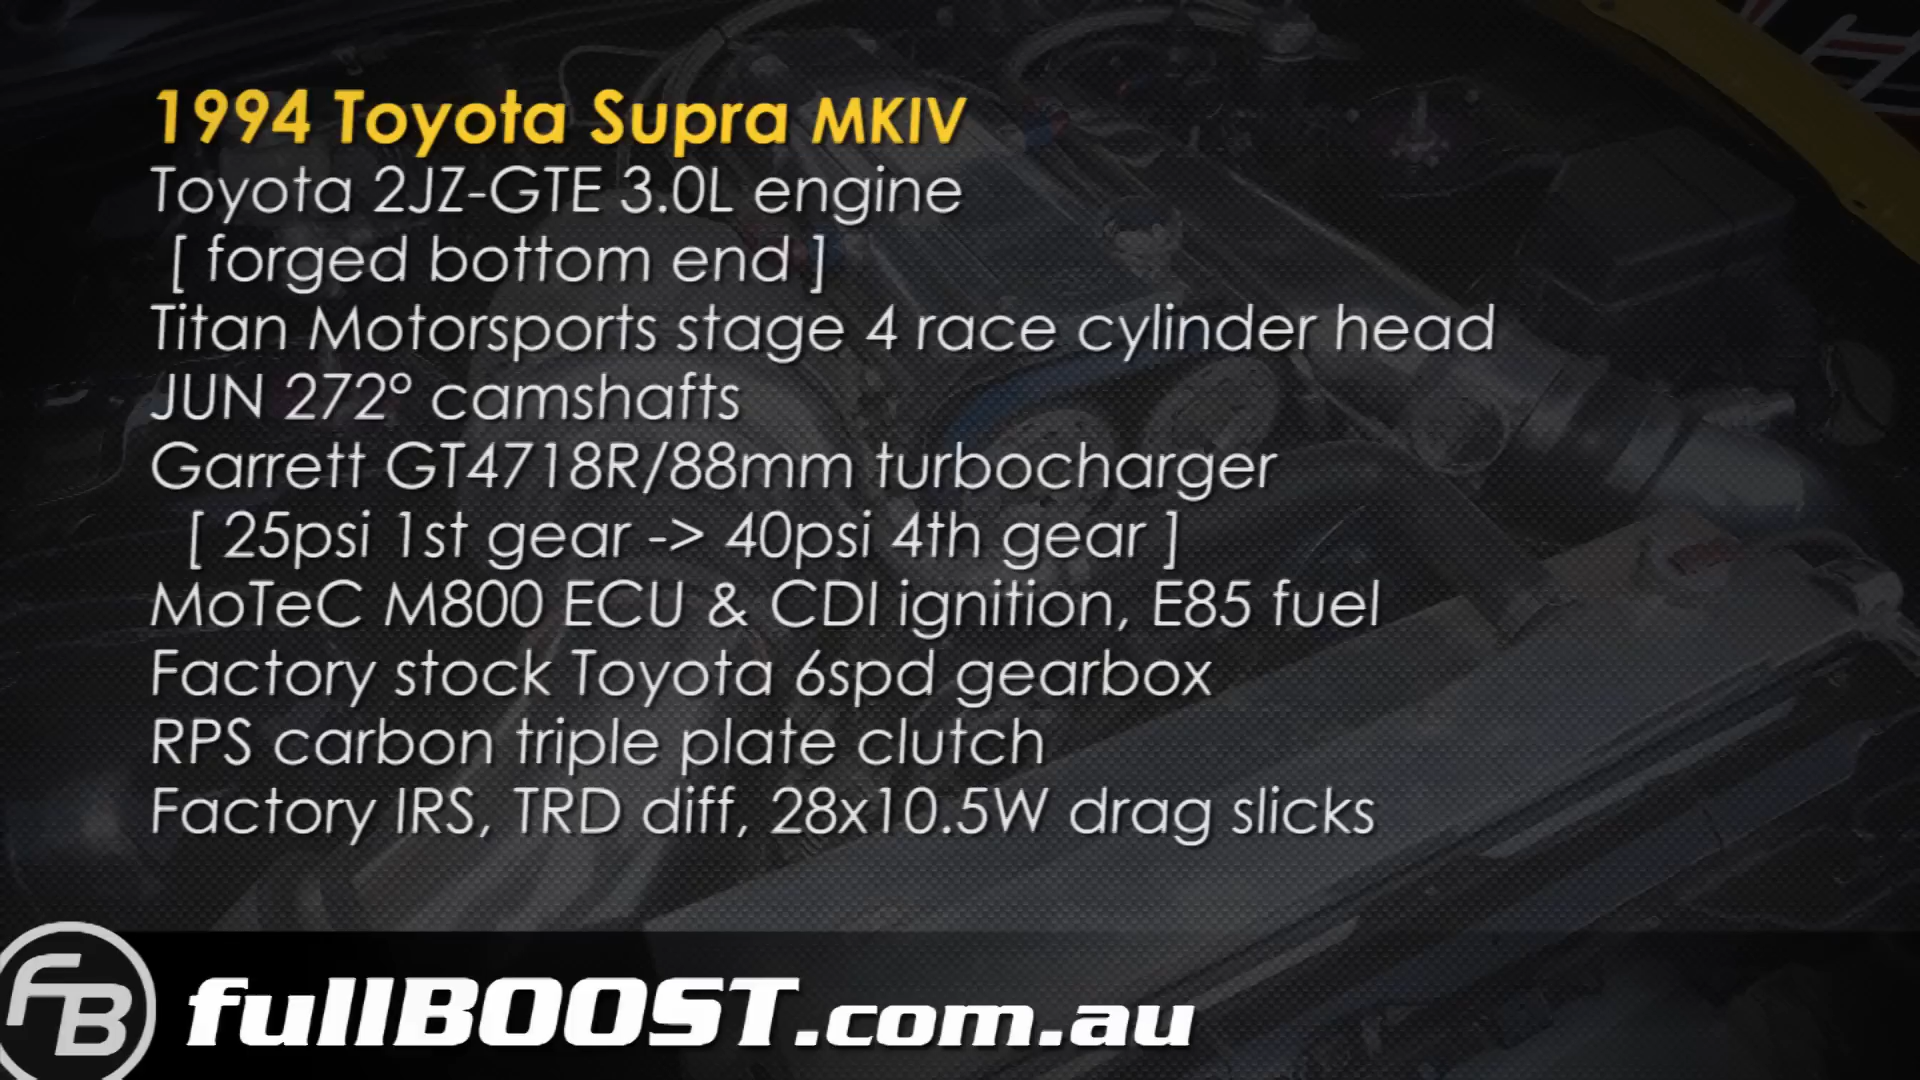 1994 Toyota Supra MKIV
Toyota 2JZ-GTE 3.0L engine
[ forged bottom end ]
Titan Motorsports stage 4 race cylinder head
JUN 272° camshafts
Garrett GT4718R/88mm turbocharger
[ 25psi 1st gear -> 40psi 4th gear ]
MoTeC M800 ECU & CDI ignition, E85 fuel
Factory stock Toyota 6spd gearbox
RPS carbon triple plate clutch
Factory IRS, TRD diff, 28x10.5W drag slicks
FB fullBOOST.com.au